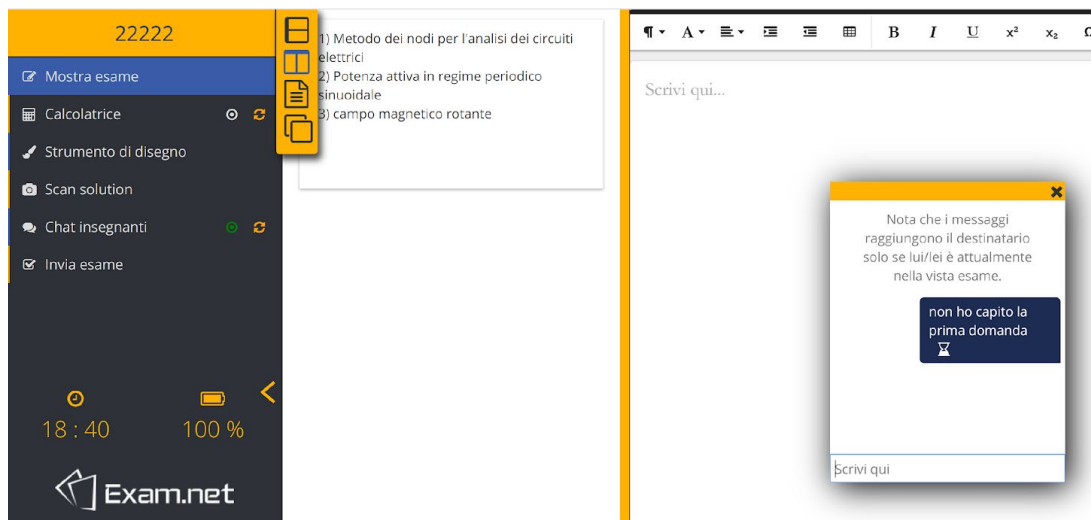 22222
Mostra esame
Calcolatrice
Strumento di disegno
Scan solution
Chat insegnanti
Invia esame
18 : 40
100 %
Exam.net
1) Metodo dei nodi per l'analisi dei circuiti
elettrici
2) Potenza attiva in regime periodico
sinuoidale
3) campo magnetico rotante
¶ A B I U x² x₂ Ω
Scrivi qui...
Nota che i messaggi
raggiungono il destinatario
solo se lui/lei è attualmente
nella vista esame.
non ho capito la
prima domanda
Scrivi qui